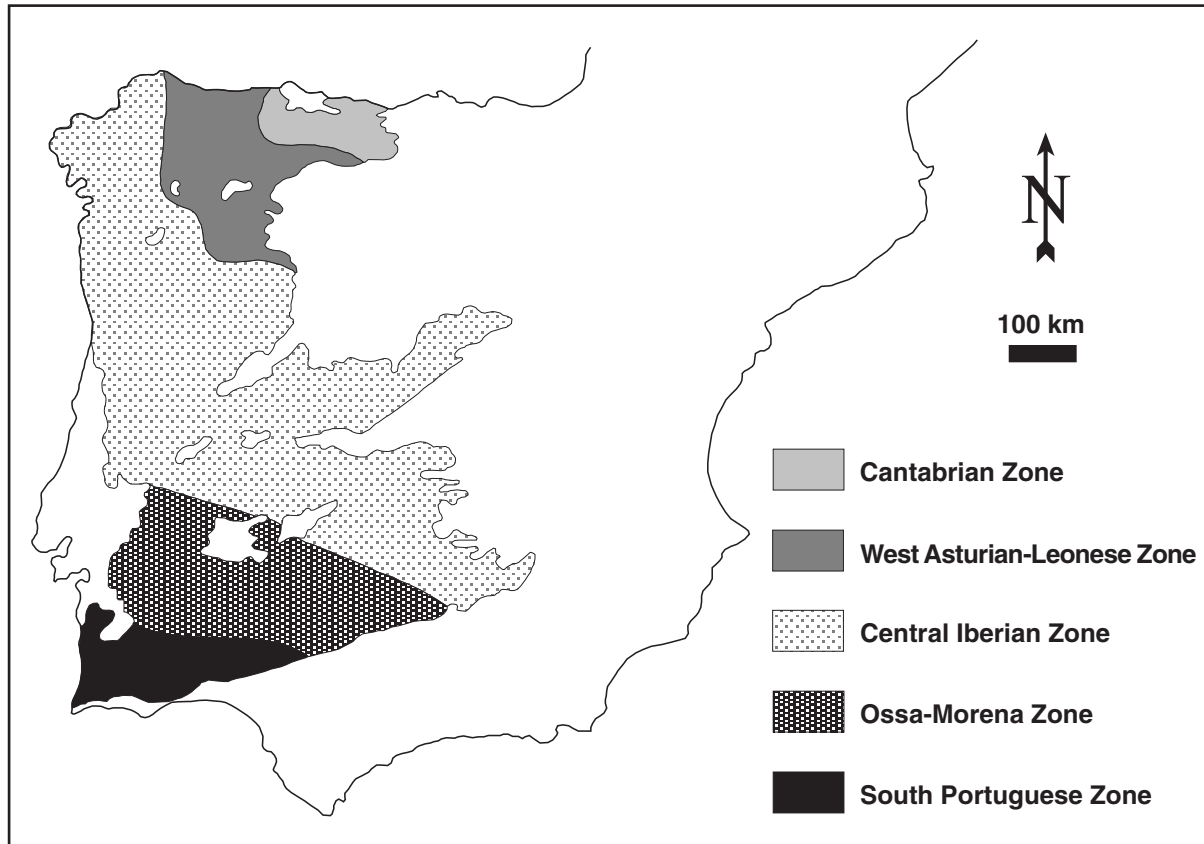 N
100 km
Cantabrian Zone
West Asturian-Leonese Zone
Central Iberian Zone
Ossa-Morena Zone
South Portuguese Zone